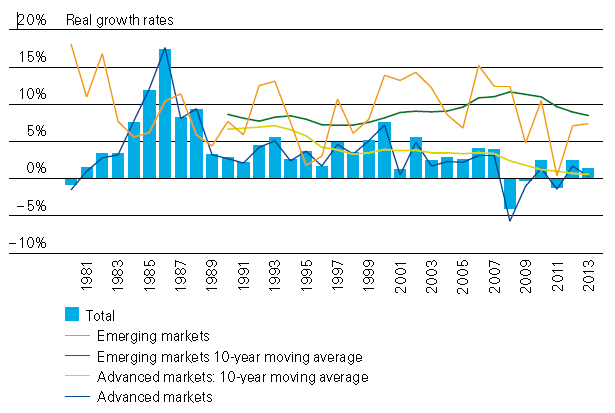 20% Real growth rates
15%
10%
5%
0%
–5%
–10%
1981 1983 1985 1987 1989 1991 1993 1995 1997 1999 2001 2003 2005 2007 2009 2011 2013
Total
Emerging markets
Emerging markets 10-year moving average
Advanced markets: 10-year moving average
Advanced markets